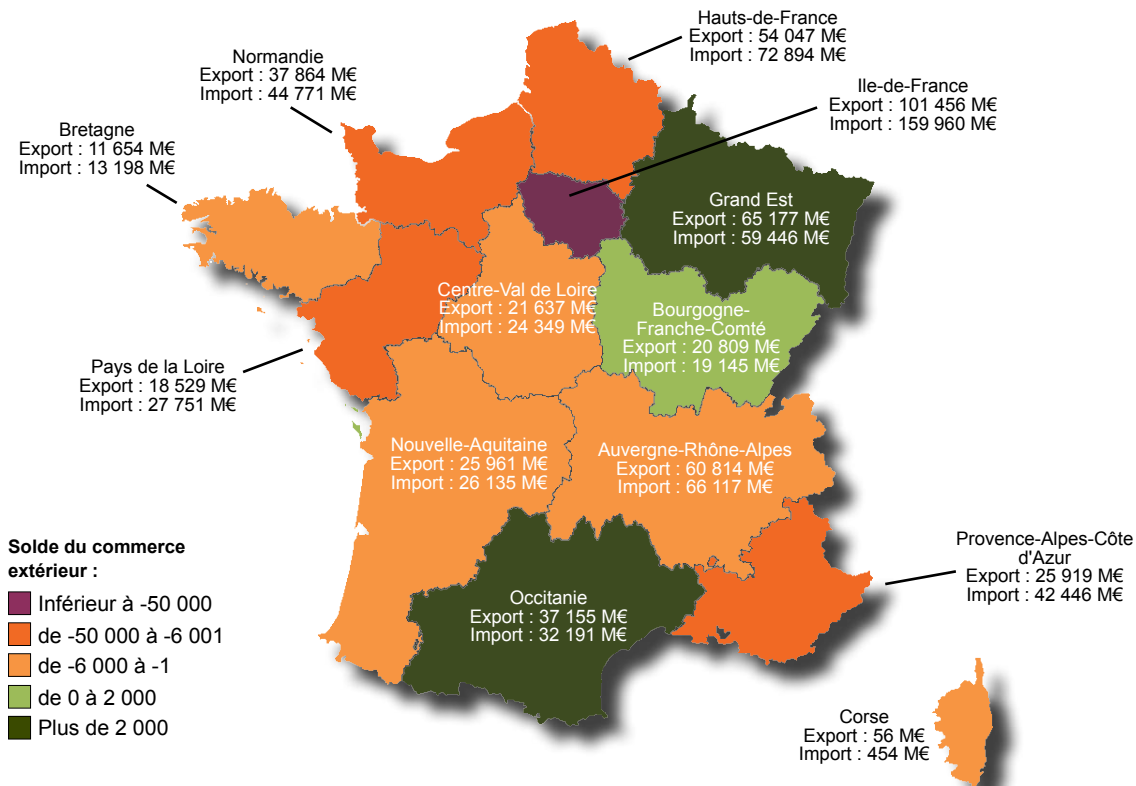 Hauts-de-France
Export : 54 047 M€
Import : 72 894 M€
Normandie
Export : 37 864 M€
Import : 44 771 M€
Ile-de-France
Export : 101 456 M€
Import : 159 960 M€
Bretagne
Export : 11 654 M€
Import : 13 198 M€
Grand Est
Export : 65 177 M€
Import : 59 446 M€
Centre-Val de Loire
Export : 21 637 M€
Import : 24 349 M€
Bourgogne-
Franche-Comté
Export : 20 809 M€
Import : 19 145 M€
Pays de la Loire
Export : 18 529 M€
Import : 27 751 M€
Nouvelle-Aquitaine
Export : 25 961 M€
Import : 26 135 M€
Auvergne-Rhône-Alpes
Export : 60 814 M€
Import : 66 117 M€
Provence-Alpes-Côte
d'Azur
Export : 25 919 M€
Import : 42 446 M€
Occitanie
Export : 37 155 M€
Import : 32 191 M€
Corse
Export : 56 M€
Import : 454 M€
Solde du commerce
extérieur :
Inférieur à -50 000
de -50 000 à -6 001
de -6 000 à -1
de 0 à 2 000
Plus de 2 000